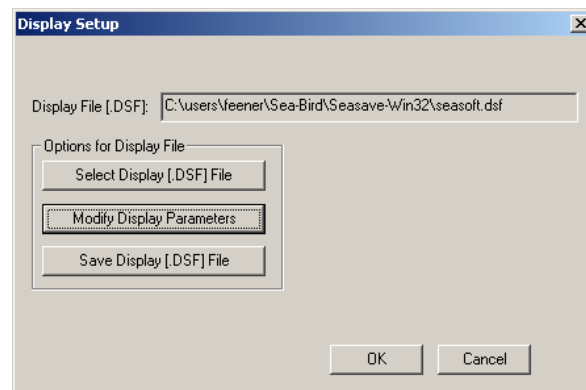 Display Setup
Display File [.DSF]: C:\users\feener\Sea-Bird\Seasave-Win32\seasoft.dsf
Options for Display File
Select Display [.DSF] File
Modify Display Parameters
Save Display [.DSF] File
OK Cancel